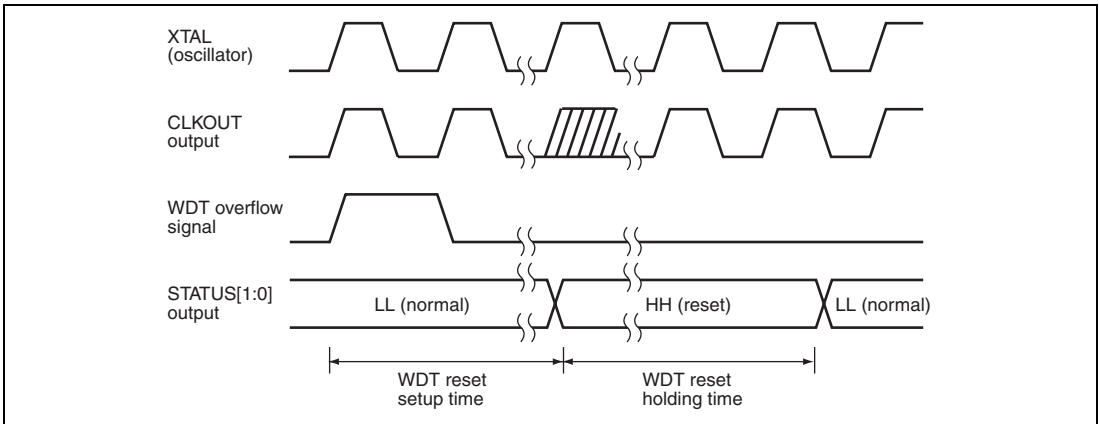 XTAL
(oscillator)
CLKOUT
output
WDT overflow
signal
STATUS[1:0]
output
LL (normal)
HH (reset)
LL (normal)
WDT reset
setup time
WDT reset
holding time